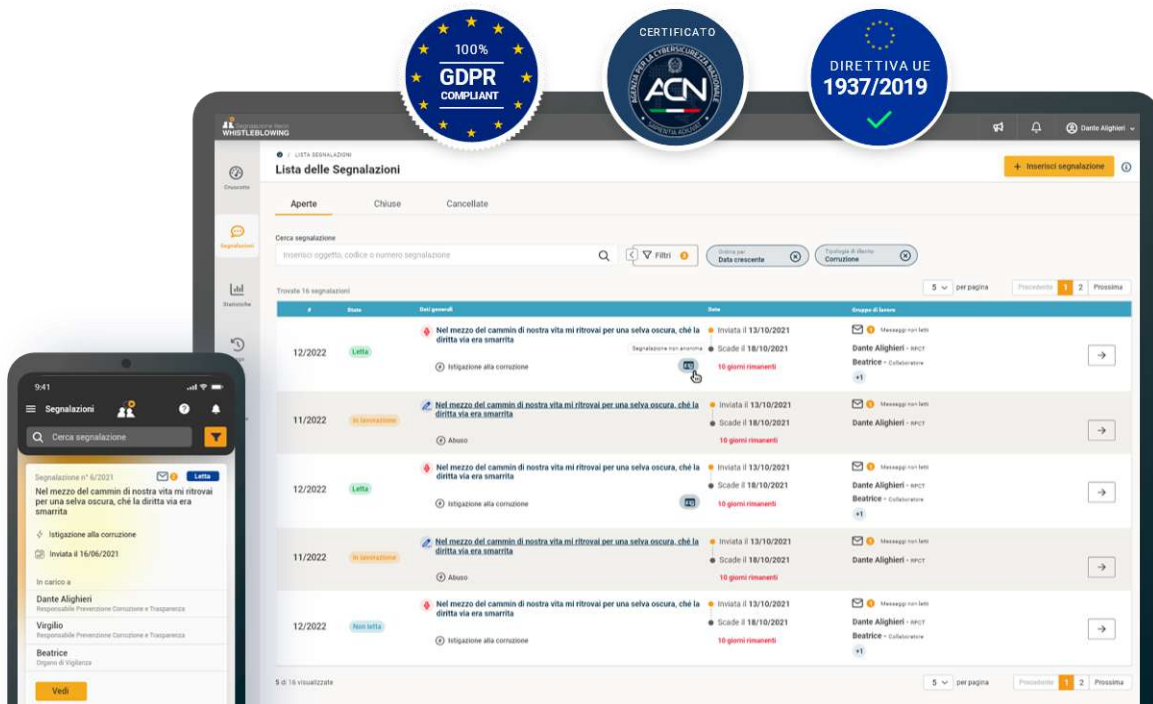 100%
GDPR
COMPLIANT
CERTIFICATO
AGENZIA PER LA CYBERSICUREZZA NAZIONALE
ACN
DIRETTIVA UE
1937/2019
WHISTLEBLOWING
Dante Alighieri
/ LISTA SEGNALAZIONI
Lista delle Segnalazioni
+ Inserisci segnalazione
Cruscotto
Segnalazioni
Statistiche
Aperte Chiuse Cancellate
Cerca segnalazione
Inserisci oggetto, codice o numero segnalazione
Filtri
Ordina per
Data crescente
Tipologia di illecito
Corruzione
Trovate 16 segnalazioni
5 per pagina
Precedente 1 2 Prossima
# Stato Dati generali Date Gruppo di lavoro
12/2022
Letta
Nel mezzo del cammin di nostra vita mi ritrovai per una selva oscura, ché la
diritta via era smarrita
Segnalazione non anonima
Istigazione alla corruzione
Inviata il 13/10/2021
Scade il 18/10/2021
10 giorni rimanenti
Messaggi non letti
Dante Alighieri - RPCT
Beatrice - Collaboratore
+1
11/2022
In lavorazione
Nel mezzo del cammin di nostra vita mi ritrovai per una selva oscura, ché la
diritta via era smarrita
Abuso
Inviata il 13/10/2021
Scade il 18/10/2021
10 giorni rimanenti
Messaggi non letti
Dante Alighieri - RPCT
12/2022
Letta
Nel mezzo del cammin di nostra vita mi ritrovai per una selva oscura, ché la
diritta via era smarrita
Istigazione alla corruzione
Inviata il 13/10/2021
Scade il 18/10/2021
10 giorni rimanenti
Messaggi non letti
Dante Alighieri - RPCT
Beatrice - Collaboratore
+1
11/2022
In lavorazione
Nel mezzo del cammin di nostra vita mi ritrovai per una selva oscura, ché la
diritta via era smarrita
Abuso
Inviata il 13/10/2021
Scade il 18/10/2021
10 giorni rimanenti
Messaggi non letti
Dante Alighieri - RPCT
12/2022
Non letta
Nel mezzo del cammin di nostra vita mi ritrovai per una selva oscura, ché la
diritta via era smarrita
Istigazione alla corruzione
Inviata il 13/10/2021
Scade il 18/10/2021
10 giorni rimanenti
Messaggi non letti
Dante Alighieri - RPCT
Beatrice - Collaboratore
+1
5 di 16 visualizzate
5 per pagina
Precedente 1 2 Prossima
9:41
Segnalazioni
Cerca segnalazione
Segnalazione n° 6/2021
Letta
Nel mezzo del cammin di nostra vita mi ritrovai
per una selva oscura, ché la diritta via era
smarrita
Istigazione alla corruzione
Inviata il 16/06/2021
In carico a
Dante Alighieri
Responsabile Prevenzione Corruzione e Trasparenza
Virgilio
Responsabile Prevenzione Corruzione e Trasparenza
Beatrice
Organo di Vigilanza
Vedi